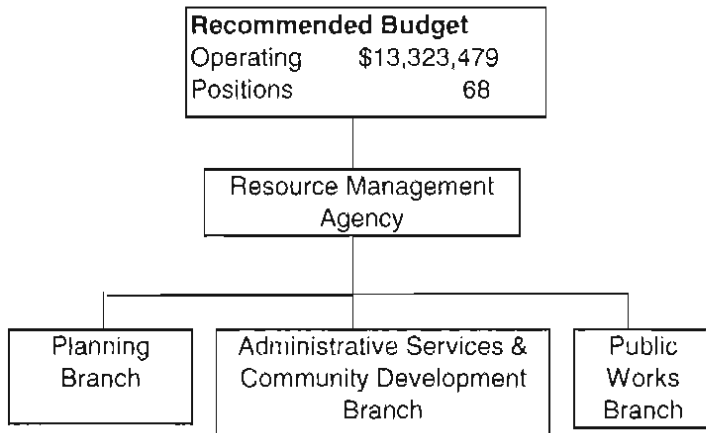 Recommended Budget
Operating $13,323,479
Positions 68
Resource Management
Agency
Planning
Branch
Administrative Services &
Community Development
Branch
Public
Works
Branch